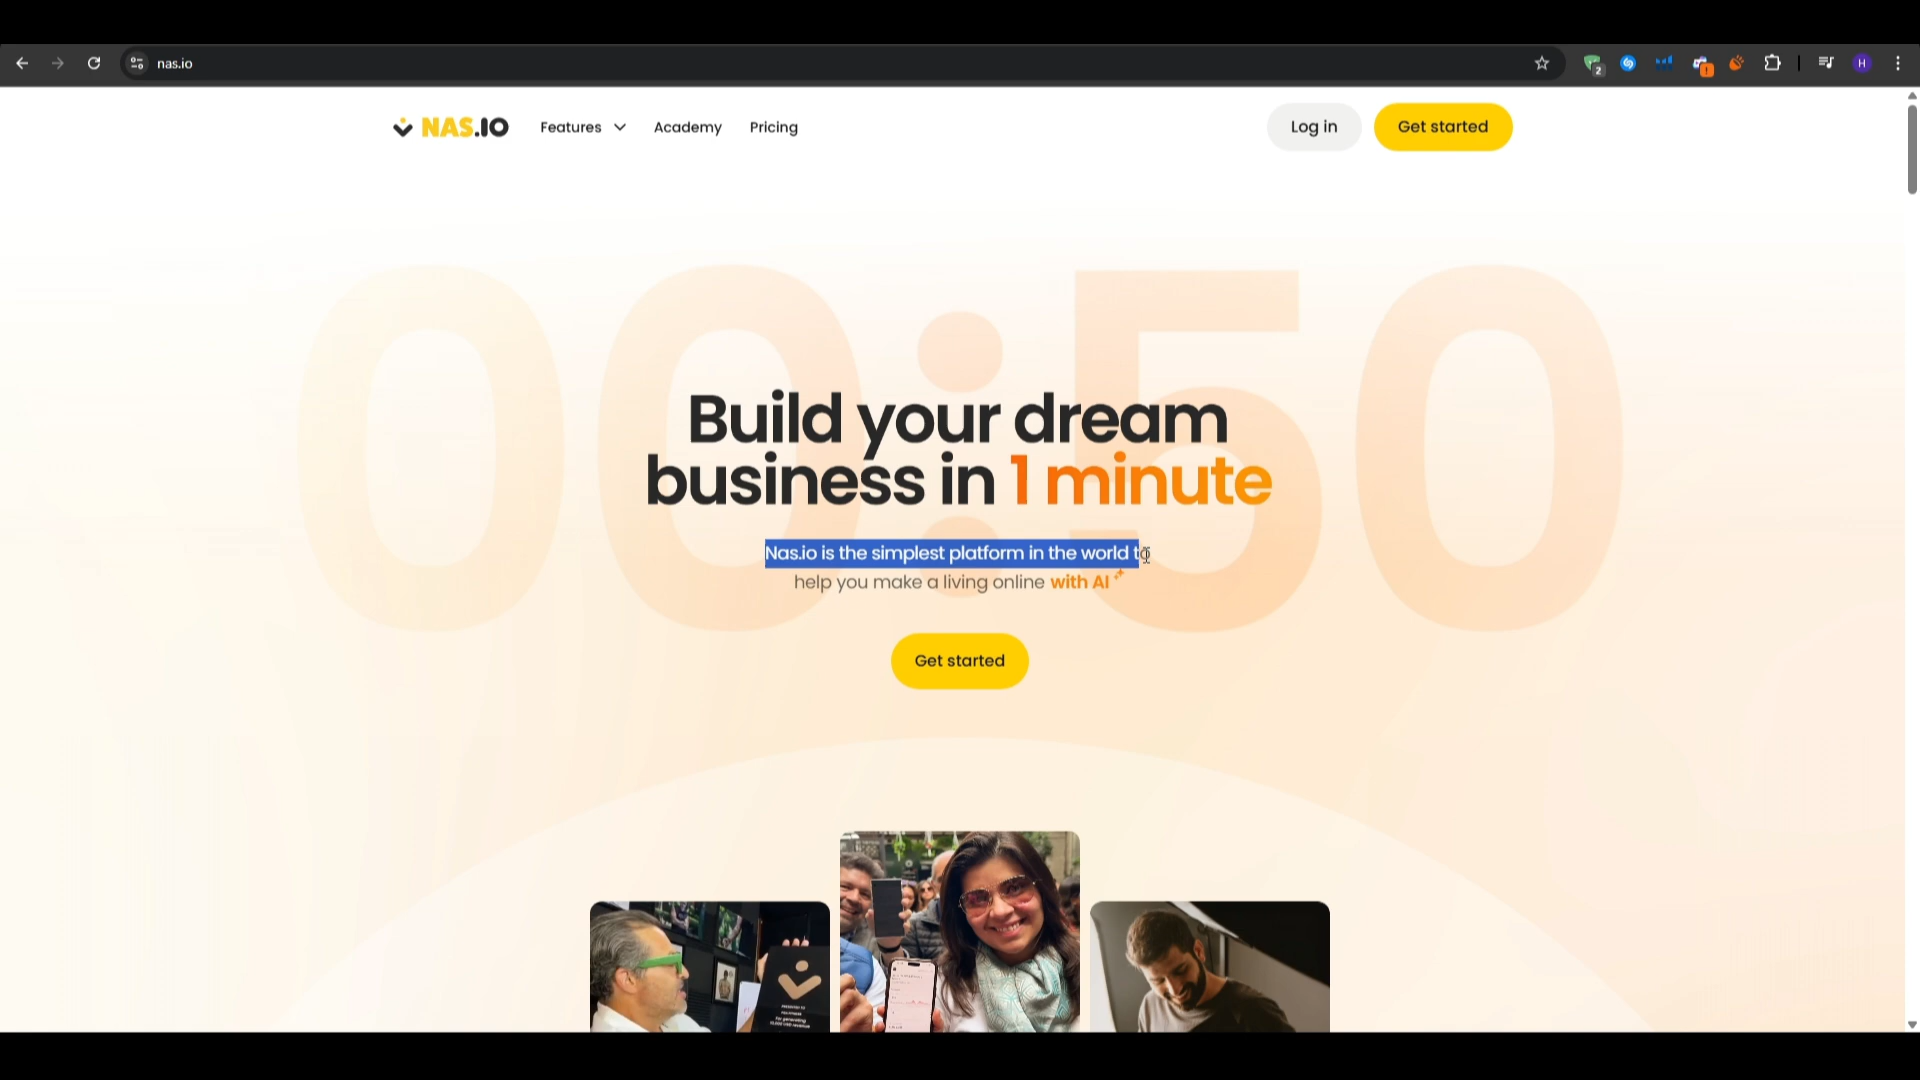 nas.io
2
H
NAS.IO
Features
Academy
Pricing
Log in
Get started
00:50
Build your dream
business in 1 minute
Nas.io is the simplest platform in the world to
help you make a living online with AI
Get started